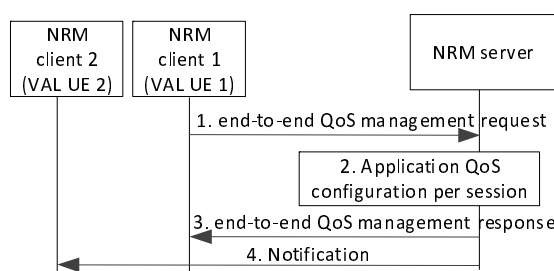 NRM
client 2
(VAL UE 2)
NRM
client 1
(VAL UE 1)
NRM server
1. end-to-end QoS management request
2. Application QoS
configuration per session
3. end-to-end QoS management response
4. Notification